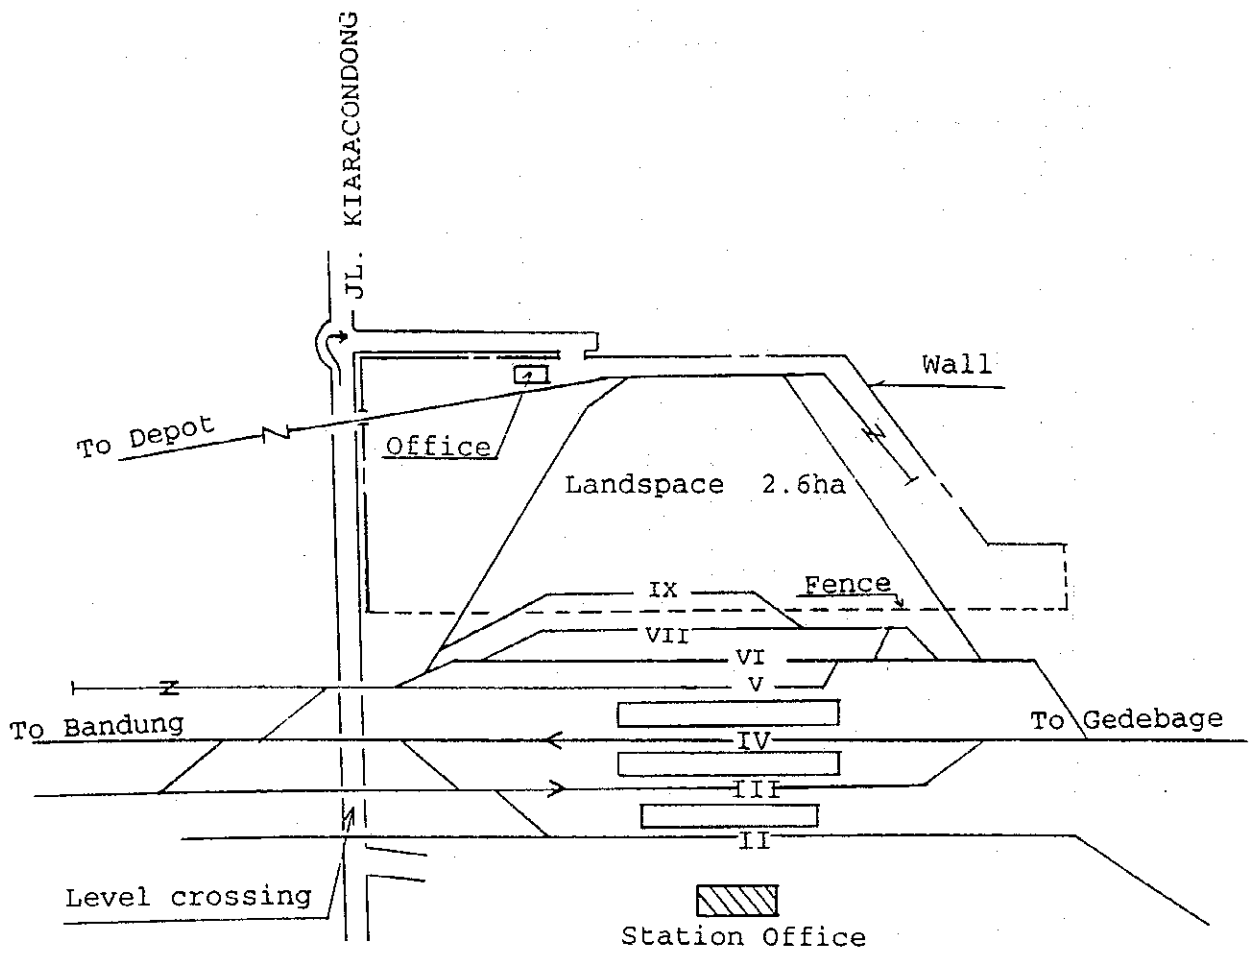 JL. KIARACONDONG
Wall
To Depot
Office
Landspace 2.6ha
Fence
IX
VII
VI
V
To Bandung
To Gedebage
IV
III
II
Level crossing
Station Office